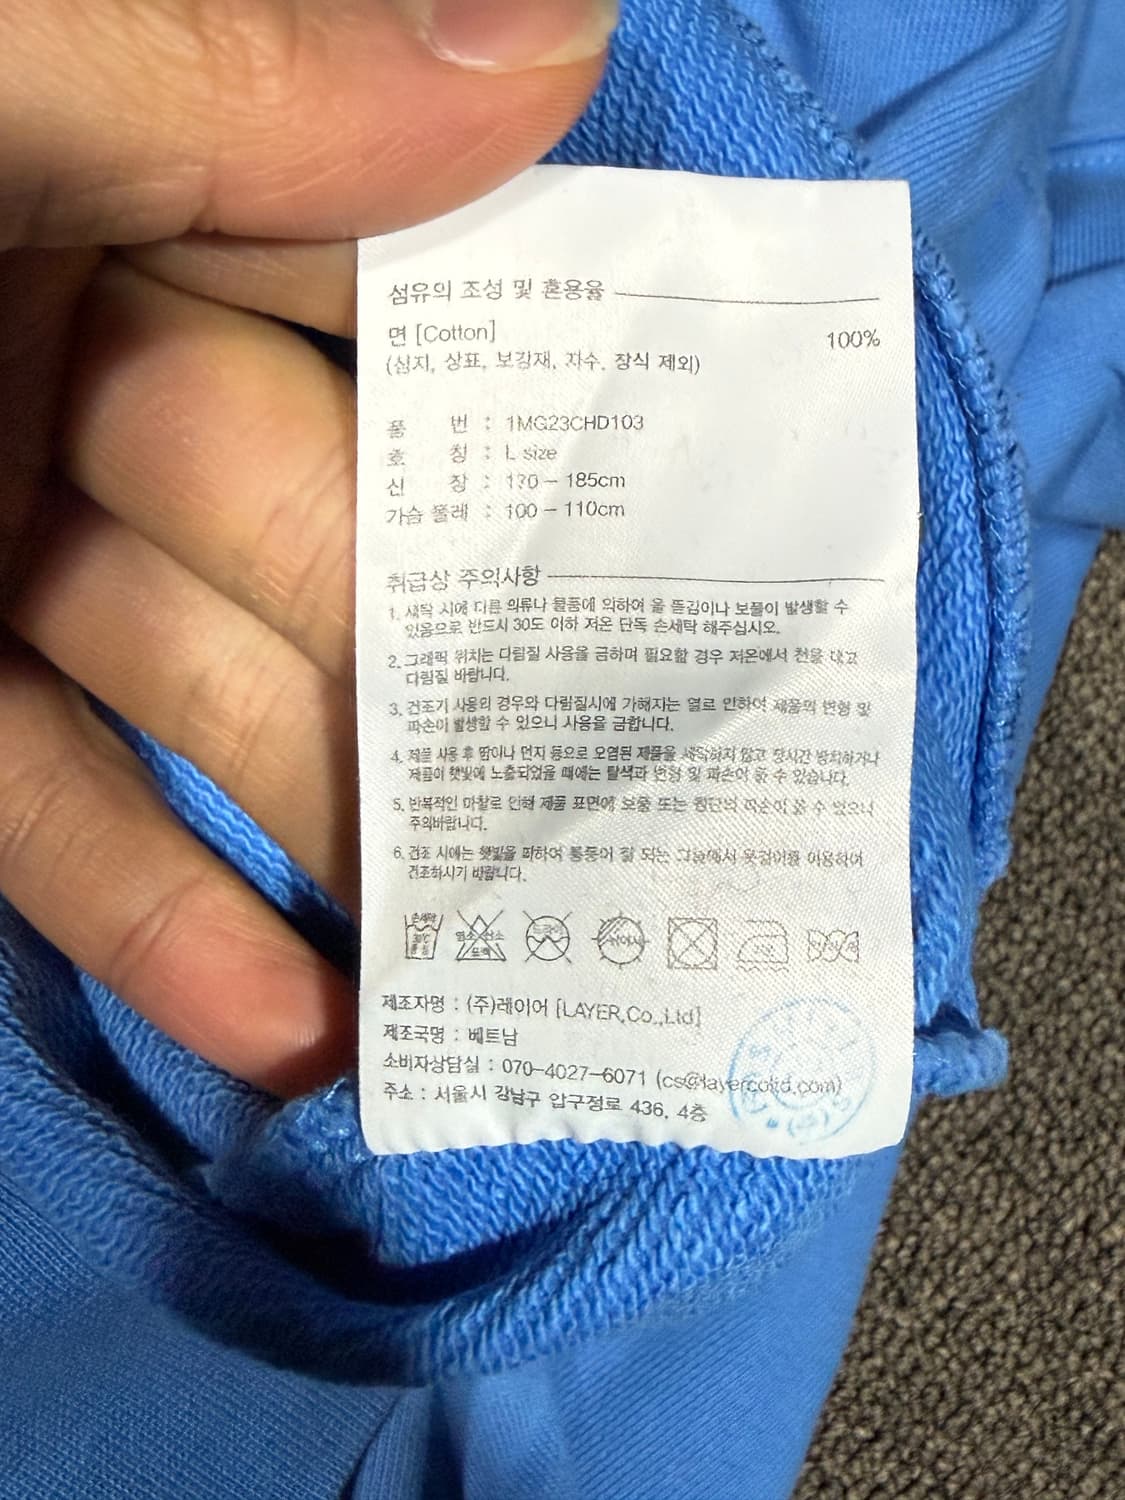 섬유의 조성 및 혼용율
면 [Cotton] 100%
(심지, 상표, 보강재, 자수, 장식 제외)
품 번 : 1MG23CHD103
호 칭 : L size
신 장 : 180 – 185cm
가슴 둘레 : 100 – 110cm
취급상 주의사항
1. 세탁 시에 다른 의류나 물품에 의하여 올 뜯김이나 보풀이 발생할 수
있음으로 반드시 30도 이하 저온 단독 손세탁 해주십시오.
2. 그래픽 위치는 다림질 사용을 금하며 필요할 경우 저온에서 천을 대고
다림질 바랍니다.
3. 건조기 사용의 경우와 다림질시에 가해지는 열로 인하여 제품의 변형 및
파손이 발생할 수 있으니 사용을 금합니다.
4. 제품 사용 후 땀이나 먼지 등으로 오염된 제품을 세탁하지 않고 장시간 방치하거나
제품이 햇빛에 노출되었을 때에는 탈색과 변형 및 파손이 올 수 있습니다.
5. 반복적인 마찰로 인해 제품 표면에 보풀 또는 원단의 파손이 올 수 있으니
주의바랍니다.
6. 건조 시에는 햇빛을 피하여 통풍이 잘 되는 그늘에서 옷걸이를 이용하여
건조하시기 바랍니다.
손세탁 염소 산소 드라이
30℃ 표백
중성
제조자명 : (주)레이어 [LAYER.Co.,Ltd]
제조국명 : 베트남
소비자상담실 : 070-4027-6071 (cs@layercoltd.com)
주소 : 서울시 강남구 압구정로 436, 4층